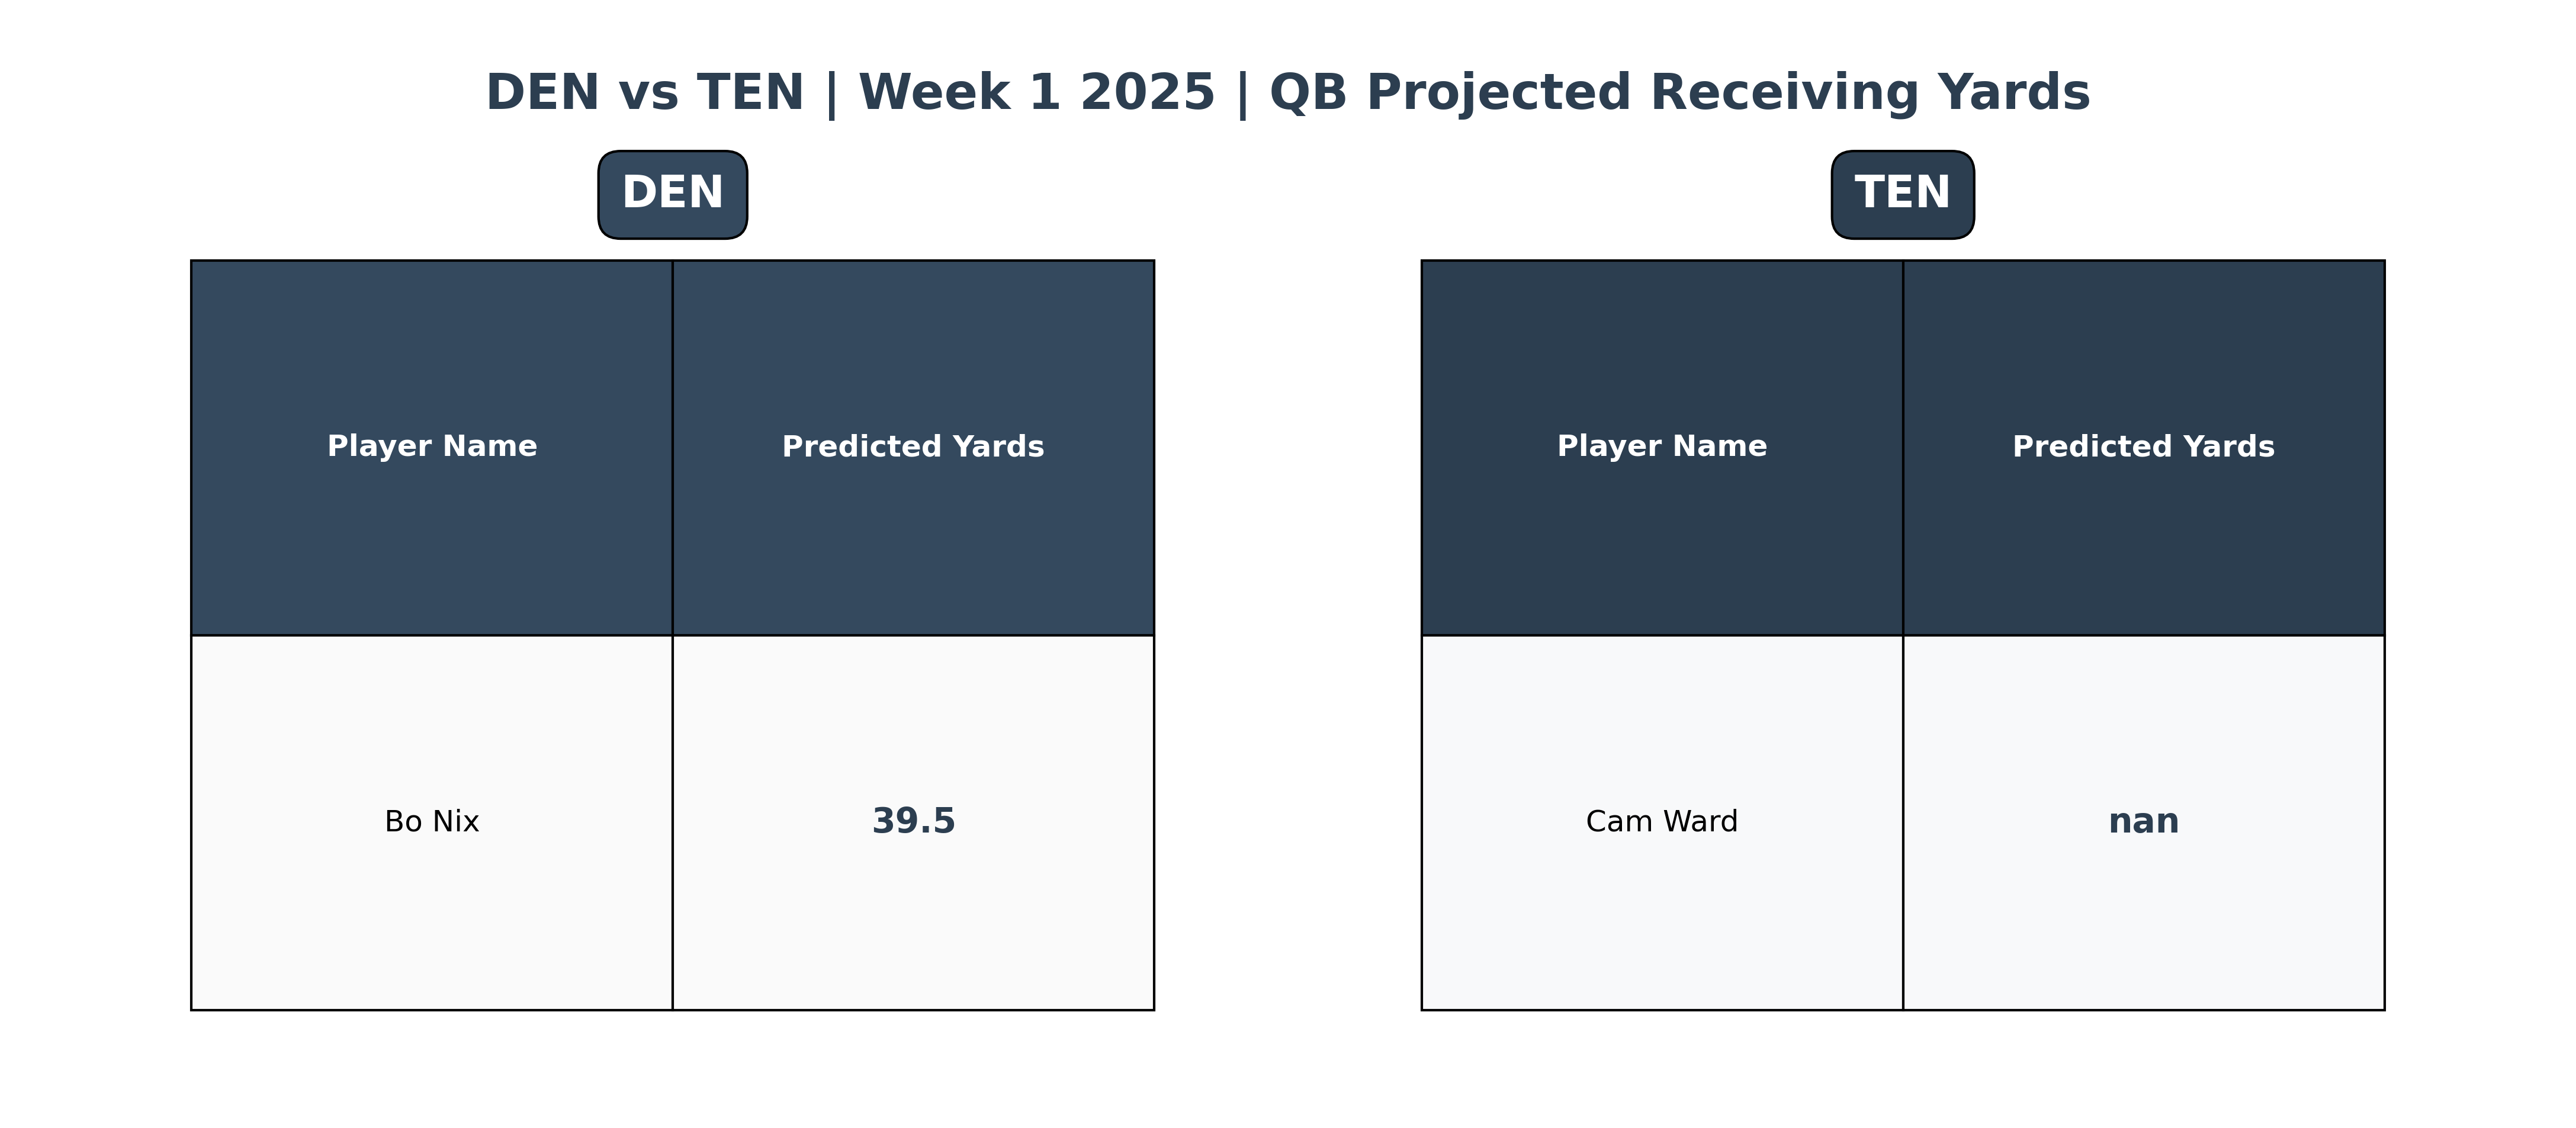 DEN vs TEN | Week 1 2025 | QB Projected Receiving Yards
DEN
Player Name
Predicted Yards
Bo Nix
39.5
TEN
Player Name
Predicted Yards
Cam Ward
nan